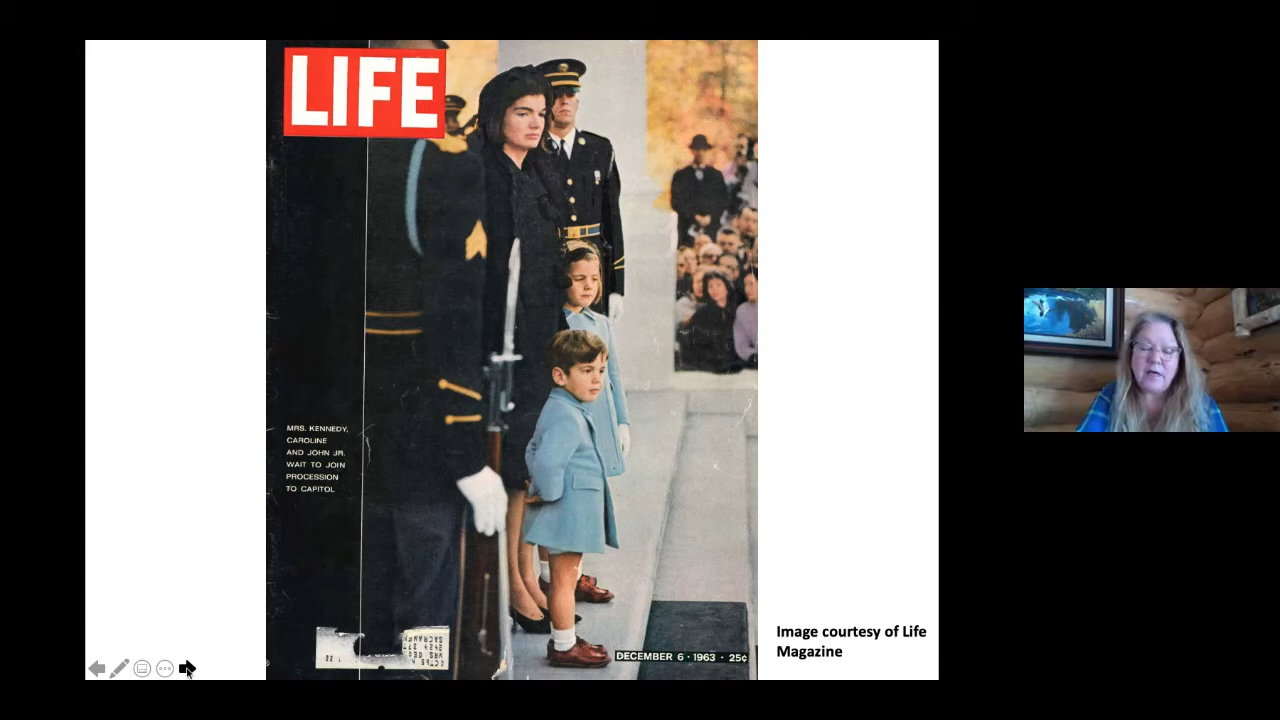 LIFE
MRS. KENNEDY,
CAROLINE
AND JOHN JR.
WAIT TO JOIN
PROCESSION
TO CAPITOL
DECEMBER 6 · 1963 · 25¢
Image courtesy of Life
Magazine